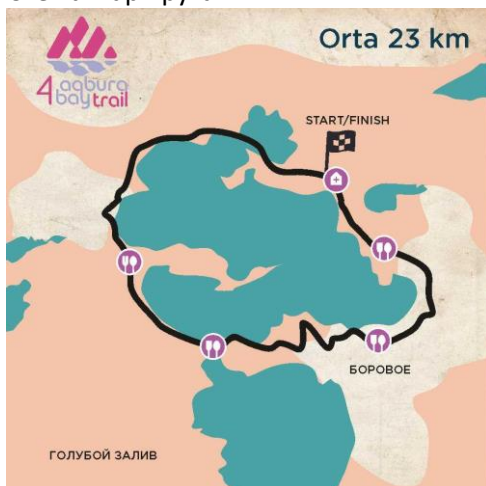 Orta 23 km
4 aqbura
bay trail
START/FINISH
БОРОВОЕ
ГОЛУБОЙ ЗАЛИВ